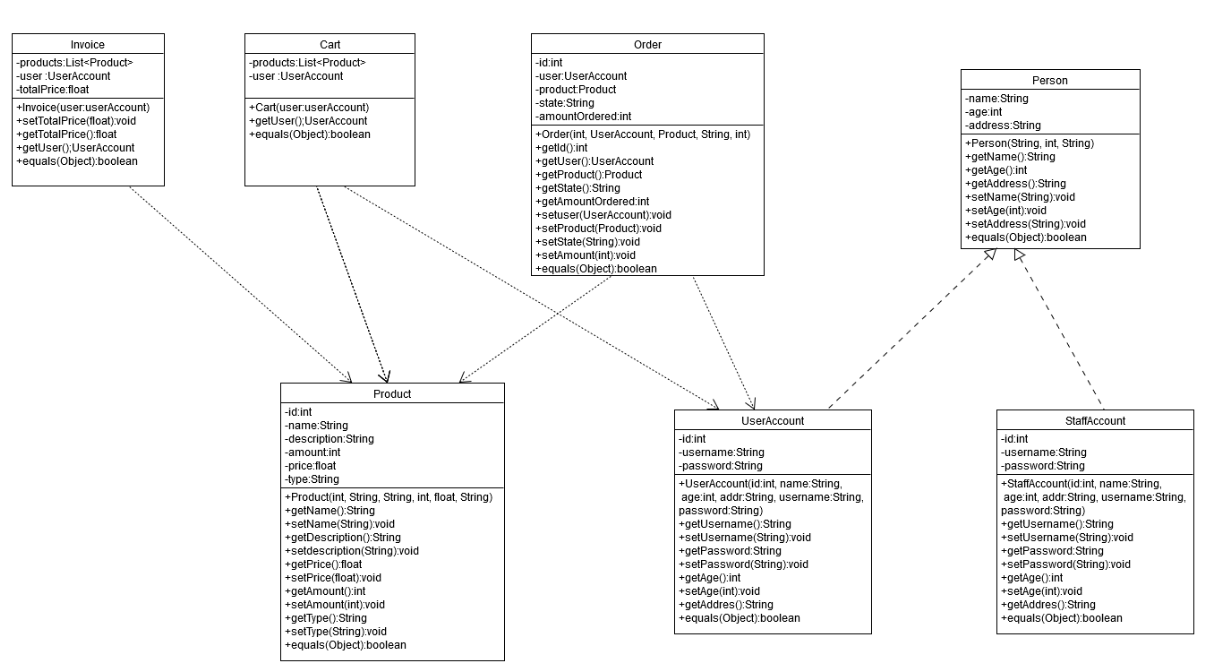 Invoice
-products:List<Product>
-user :UserAccount
-totalPrice:float
+Invoice(user:userAccount)
+setTotalPrice(float):void
+getTotalPrice():float
+getUser();UserAccount
+equals(Object):boolean
Cart
-products:List<Product>
-user :UserAccount
+Cart(user:userAccount)
+getUser();UserAccount
+equals(Object):boolean
Order
-id:int
-user:UserAccount
-product:Product
-state:String
-amountOrdered:int
+Order(int, UserAccount, Product, String, int)
+getId():int
+getUser():UserAccount
+getProduct():Product
+getState():String
+getAmountOrdered:int
+setuser(UserAccount):void
+setProduct(Product):void
+setState(String):void
+setAmount(int):void
+equals(Object):boolean
Person
-name:String
-age:int
-address:String
+Person(String, int, String)
+getName():String
+getAge():int
+getAddress():String
+setName(String):void
+setAge(int):void
+setAddress(String):void
+equals(Object):boolean
Product
-id:int
-name:String
-description:String
-amount:int
-price:float
-type:String
+Product(int, String, String, int, float, String)
+getName():String
+setName(String):void
+getDescription():String
+setdescription(String):void
+getPrice():float
+setPrice(float):void
+getAmount():int
+setAmount(int):void
+getType():String
+setType(String):void
+equals(Object):boolean
UserAccount
-id:int
-username:String
-password:String
+UserAccount(id:int, name:String,
age:int, addr:String, username:String,
password:String)
+getUsername():String
+setUsername(String):void
+getPassword:String
+setPassword(String):void
+getAge():int
+setAge(int):void
+getAddres():String
+equals(Object):boolean
StaffAccount
-id:int
-username:String
-password:String
+StaffAccount(id:int, name:String,
age:int, addr:String, username:String,
password:String)
+getUsername():String
+setUsername(String):void
+getPassword:String
+setPassword(String):void
+getAge():int
+setAge(int):void
+getAddres():String
+equals(Object):boolean